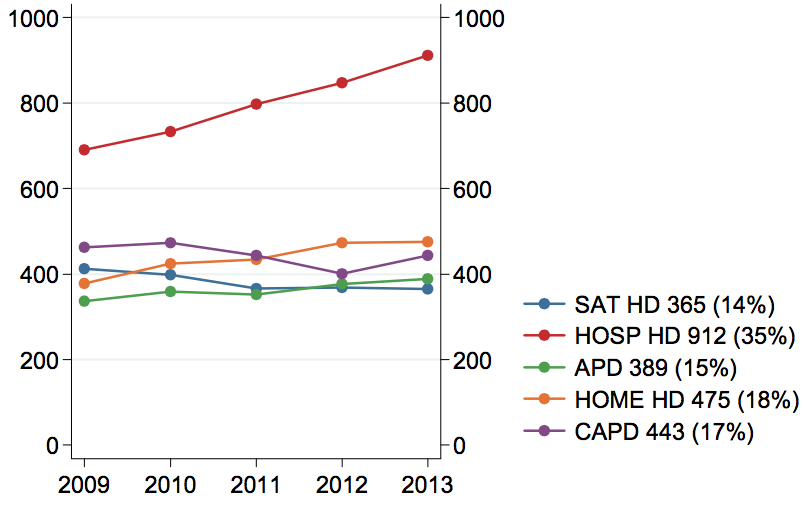 1000 1000
800 800
600 600
400 400
200 200
0 0
2009 2010 2011 2012 2013
SAT HD 365 (14%)
HOSP HD 912 (35%)
APD 389 (15%)
HOME HD 475 (18%)
CAPD 443 (17%)